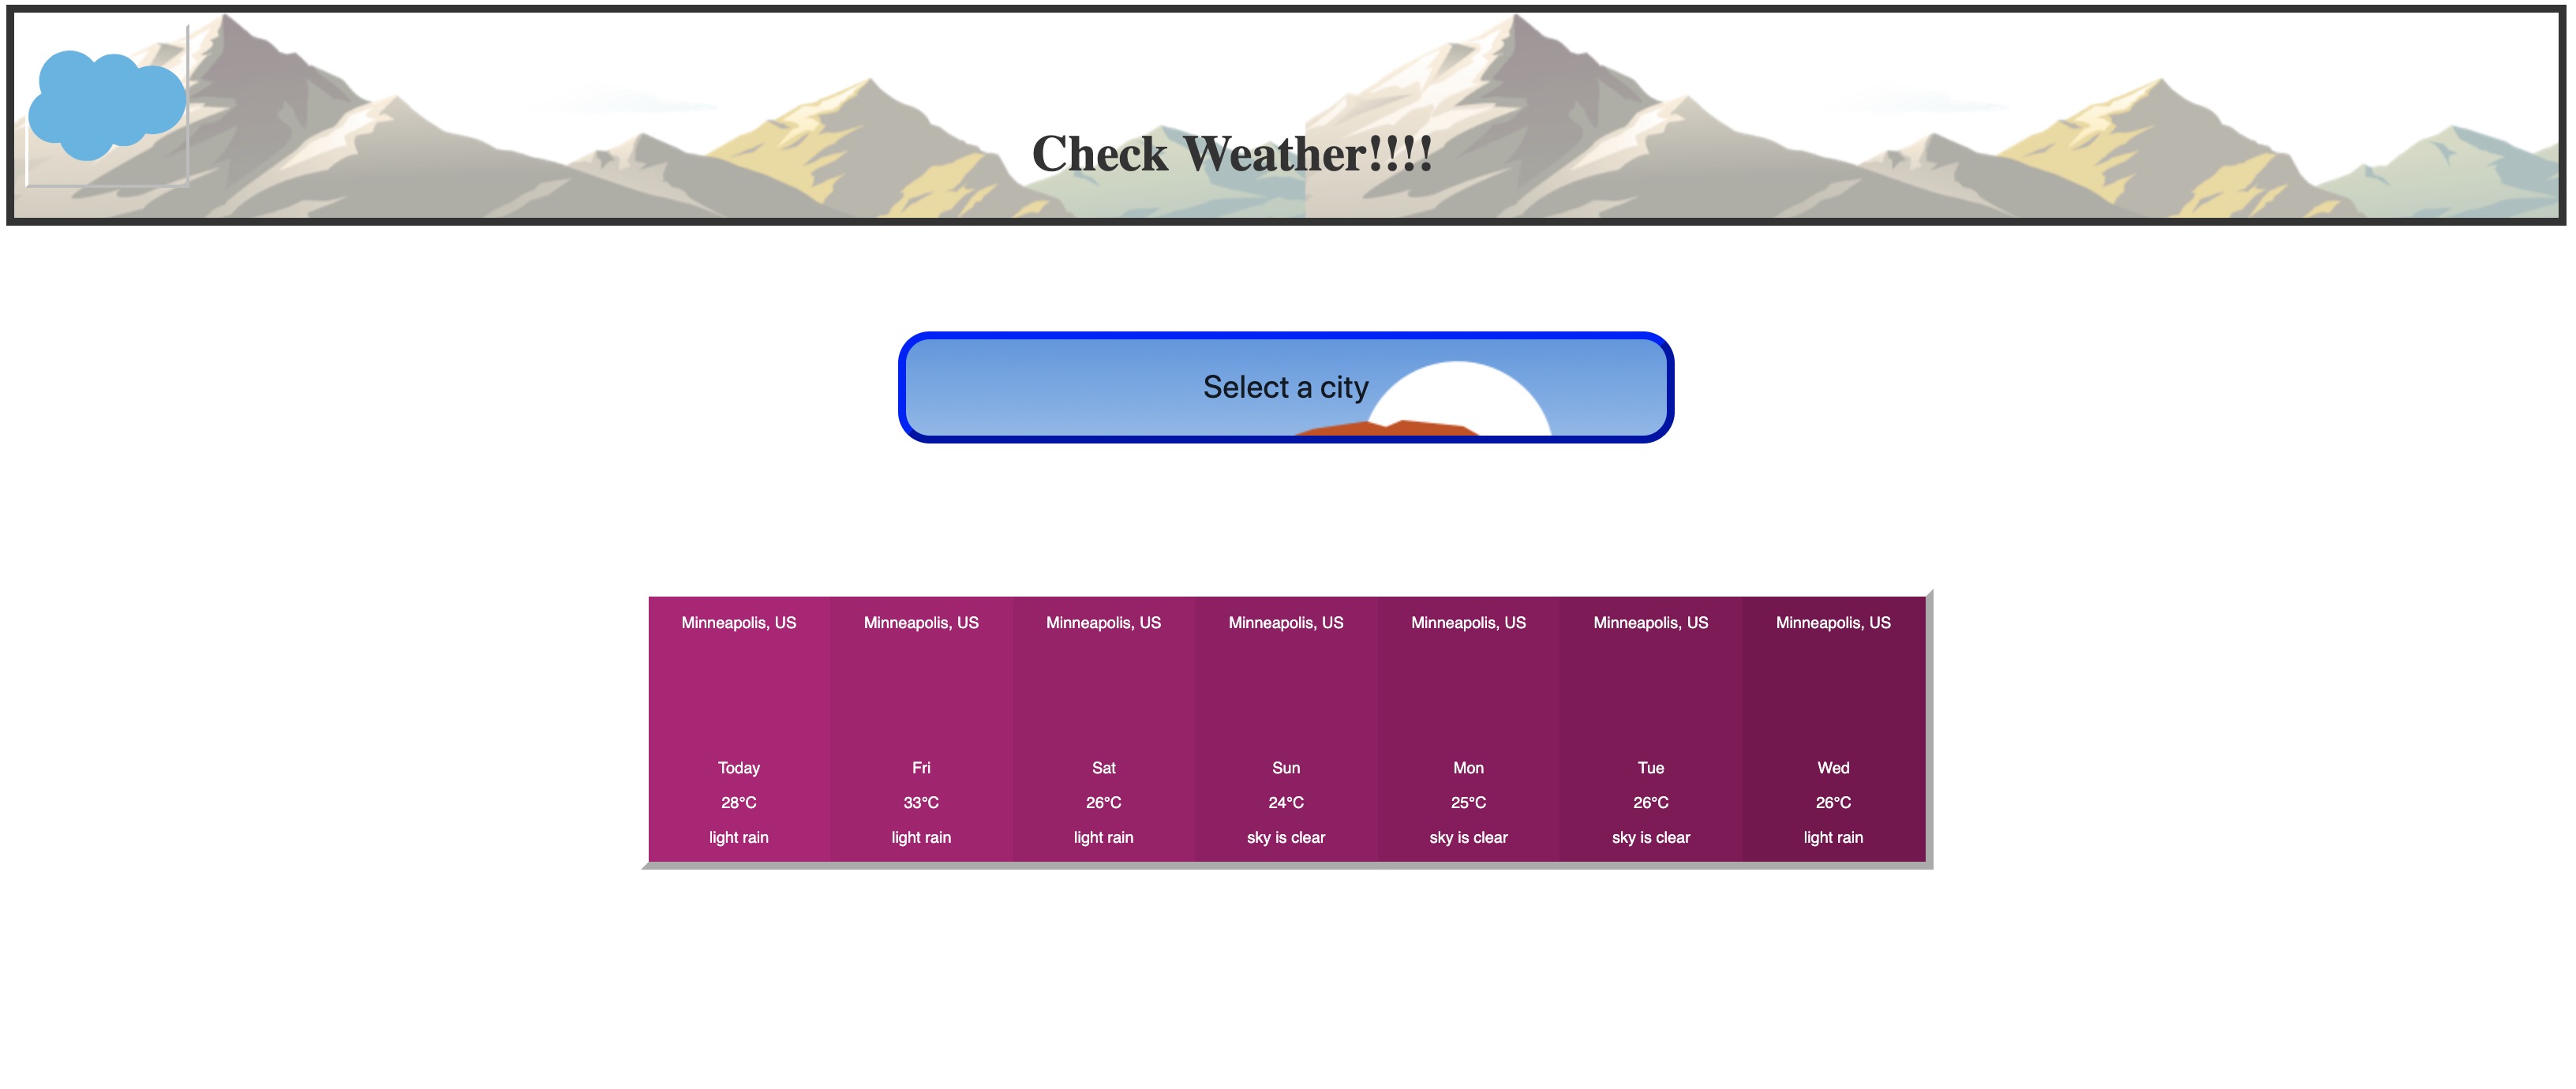 Check Weather!!!!
Select a city
Minneapolis, US Minneapolis, US Minneapolis, US Minneapolis, US Minneapolis, US Minneapolis, US Minneapolis, US
Today Fri Sat Sun Mon Tue Wed
28°C 33°C 26°C 24°C 25°C 26°C 26°C
light rain light rain light rain sky is clear sky is clear sky is clear light rain